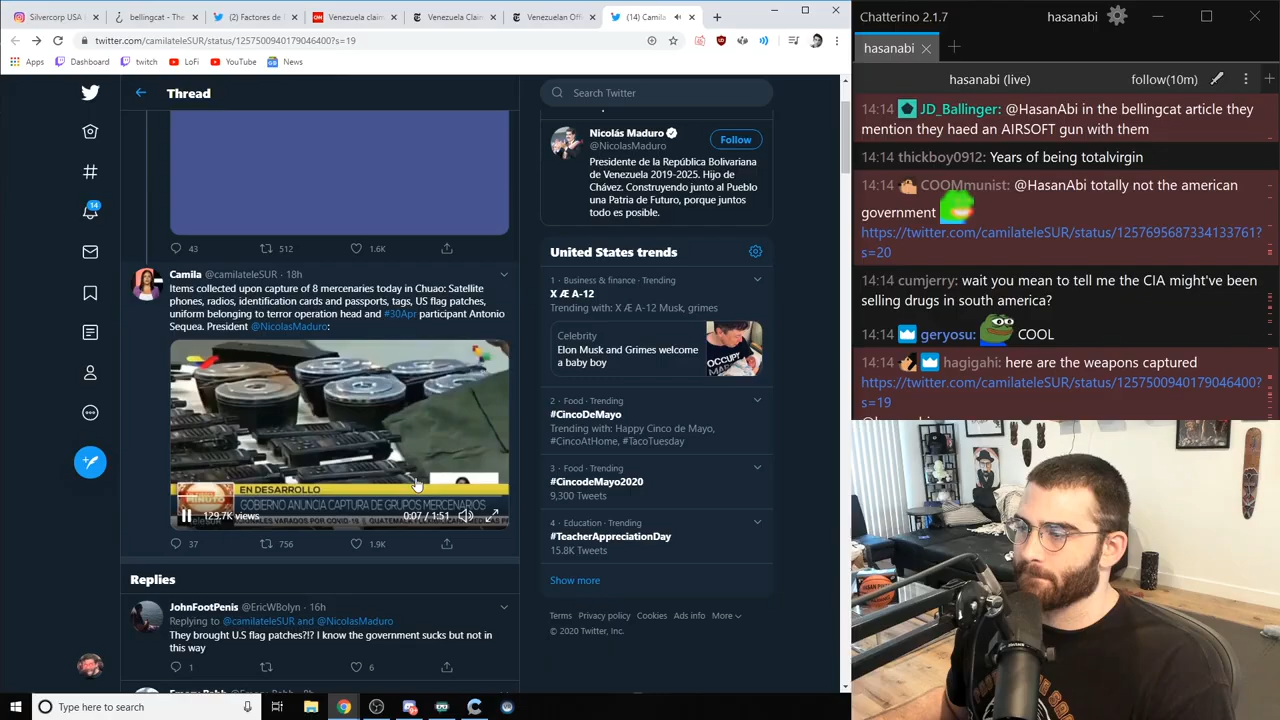 Silvercorp USA
bellingcat - The
(2) Factores de
Venezuela claim
Venezuela Clai
Venezuelan Offi
(14) Camila
twitter.com/camilateleSUR/status/1257500940179046400?s=19
Apps
Dashboard
twitch
LoFi
YouTube
News
Thread
43
512
1.6K
Camila @camilateleSUR · 18h
Items collected upon capture of 8 mercenaries today in Chuao: Satellite
phones, radios, identification cards and passports, tags, US flag patches,
uniform belonging to terror operation head and #30Apr participant Antonio
Sequea. President @NicolasMaduro:
EN DESARROLLO
MINUTO
GOBIERNO ANUNCIA CAPTURA DE GRUPOS MERCENARIOS
129.7K views
0:07 / 1:51
VARADOS POR COVID-19
37
756
1.9K
Replies
JohnFootPenis @EricWBolyn · 16h
Replying to @camilateleSUR and @NicolasMaduro
They brought U.S flag patches?!? I know the government sucks but not in
this way
1
6
14
Search Twitter
Nicolás Maduro
@NicolasMaduro
Follow
Presidente de la República Bolivariana
de Venezuela 2019-2025. Hijo de
Chávez. Construyendo junto al Pueblo
una Patria de Futuro, porque juntos
todo es posible.
United States trends
1 · Business & finance · Trending
X Æ A-12
Trending with: X Æ A-12 Musk, grimes
Celebrity
Elon Musk and Grimes welcome
a baby boy
OCCUPY
2 · Food · Trending
#CincoDeMayo
Trending with: Happy Cinco de Mayo,
#CincoAtHome, #TacoTuesday
3 · Food · Trending
#CincodeMayo2020
9,300 Tweets
4 · Education · Trending
#TeacherAppreciationDay
15.8K Tweets
Show more
Terms Privacy policy Cookies Ads info More
© 2020 Twitter, Inc.
Type here to search
Chatterino 2.1.7
hasanabi
hasanabi
hasanabi (live)
follow(10m)
14:14 JD_Ballinger: @HasanAbi in the bellingcat article they
mention they haed an AIRSOFT gun with them
14:14 thickboy0912: Years of being totalvirgin
14:14 COOMmunist: @HasanAbi totally not the american
government
https://twitter.com/camilateleSUR/status/1257695687334133761?
s=20
cumjerry: wait you mean to tell me the CIA might've been
selling drugs in south america?
14:14 geryosu: COOL
14:14 hagigahi: here are the weapons captured
https://twitter.com/camilateleSUR/status/1257500940179046400?
s=19